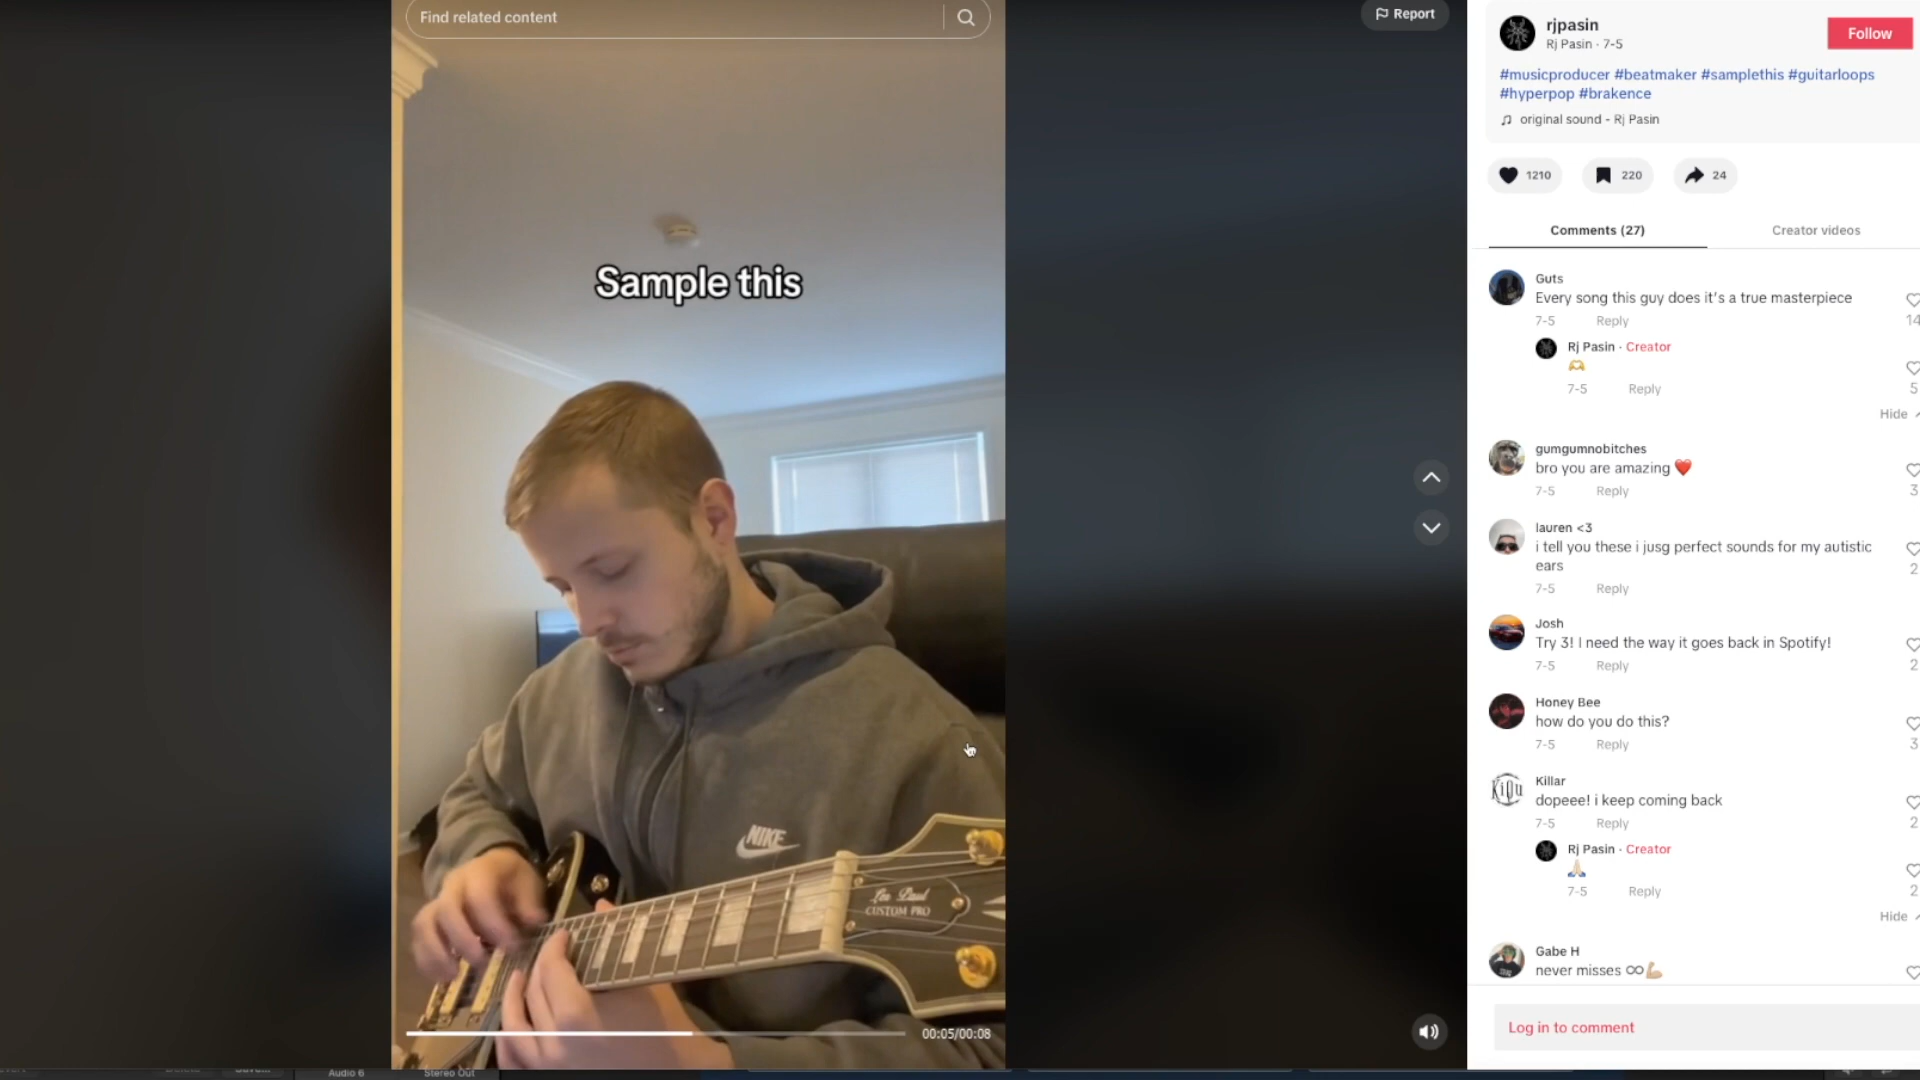 Find related content
Report
Sample this
NIKE
Les Paul
CUSTOM PRO
00:05/00:08
rjpasin
Rj Pasin · 7-5
Follow
#musicproducer #beatmaker #samplethis #guitarloops
#hyperpop #brakence
original sound - Rj Pasin
1210
220
24
Comments (27)
Creator videos
Guts
Every song this guy does it's a true masterpiece
7-5 Reply
14
Rj Pasin · Creator
🫶
7-5 Reply
5
Hide
gumgumnobitches
bro you are amazing ❤️
7-5 Reply
3
lauren <3
i tell you these i jusg perfect sounds for my autistic
ears
7-5 Reply
2
Josh
Try 3! I need the way it goes back in Spotify!
7-5 Reply
2
Honey Bee
how do you do this?
7-5 Reply
3
KiQu
Killar
dopeee! i keep coming back
7-5 Reply
2
Rj Pasin · Creator
🙏🏼
7-5 Reply
2
Hide
Gabe H
never misses ∞💪🏼
Log in to comment
Audio 6
Stereo Out